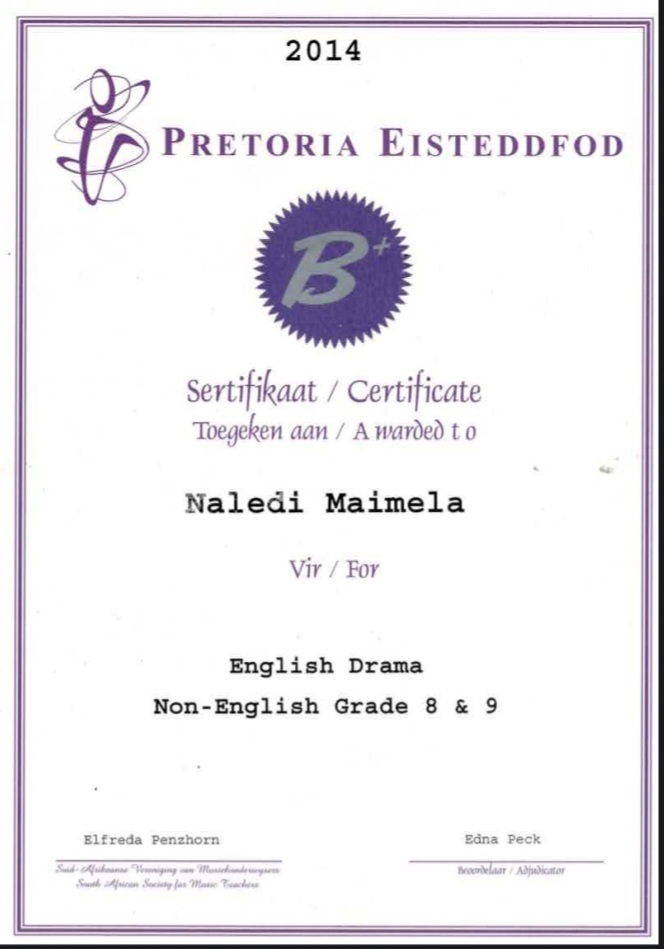 2014
PRETORIA EISTEDDFOD
B+
Sertifikaat / Certificate
Toegeken aan / A warded t o
Naledi Maimela
Vir / For
English Drama
Non-English Grade 8 & 9
Elfreda Penzhorn
Suid-Afrikaanse Vereniging van Musiekonderwysers
South African Society for Music Teachers
Edna Peck
Beoordelaar / Adjudicator